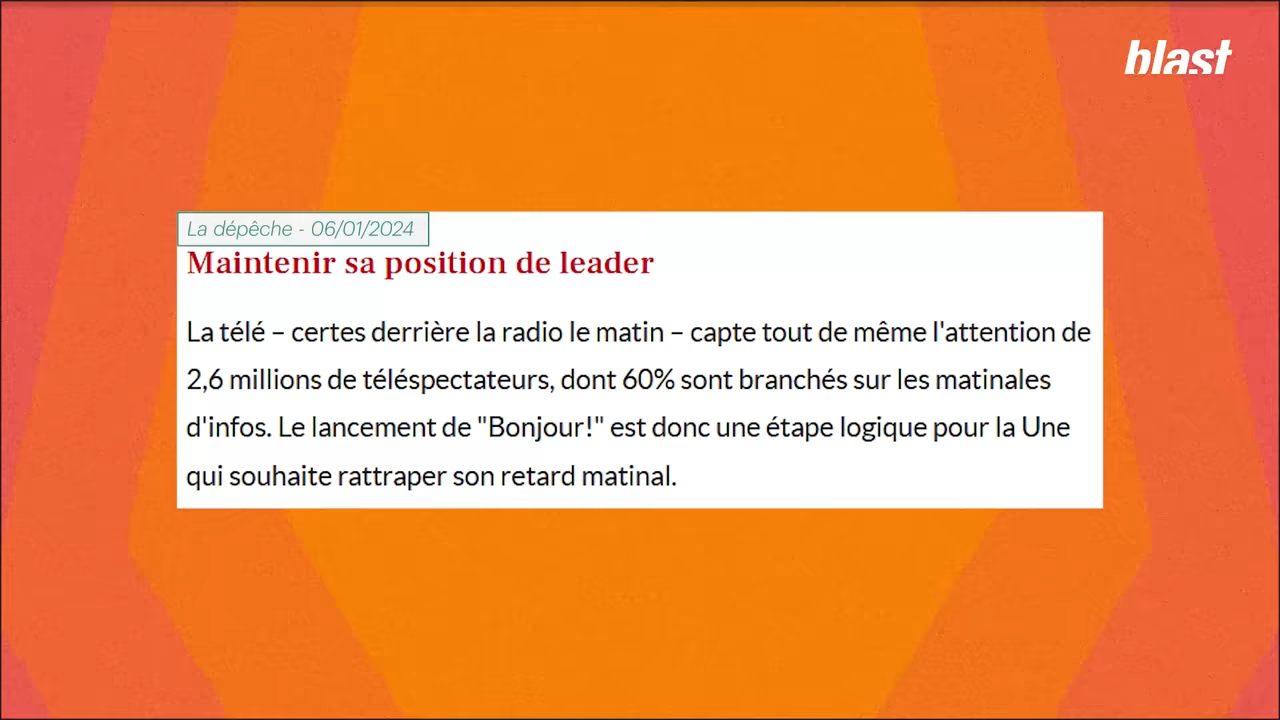 blast
La dépêche - 06/01/2024
Maintenir sa position de leader
La télé – certes derrière la radio le matin – capte tout de même l'attention de
2,6 millions de téléspectateurs, dont 60% sont branchés sur les matinales
d'infos. Le lancement de "Bonjour!" est donc une étape logique pour la Une
qui souhaite rattraper son retard matinal.